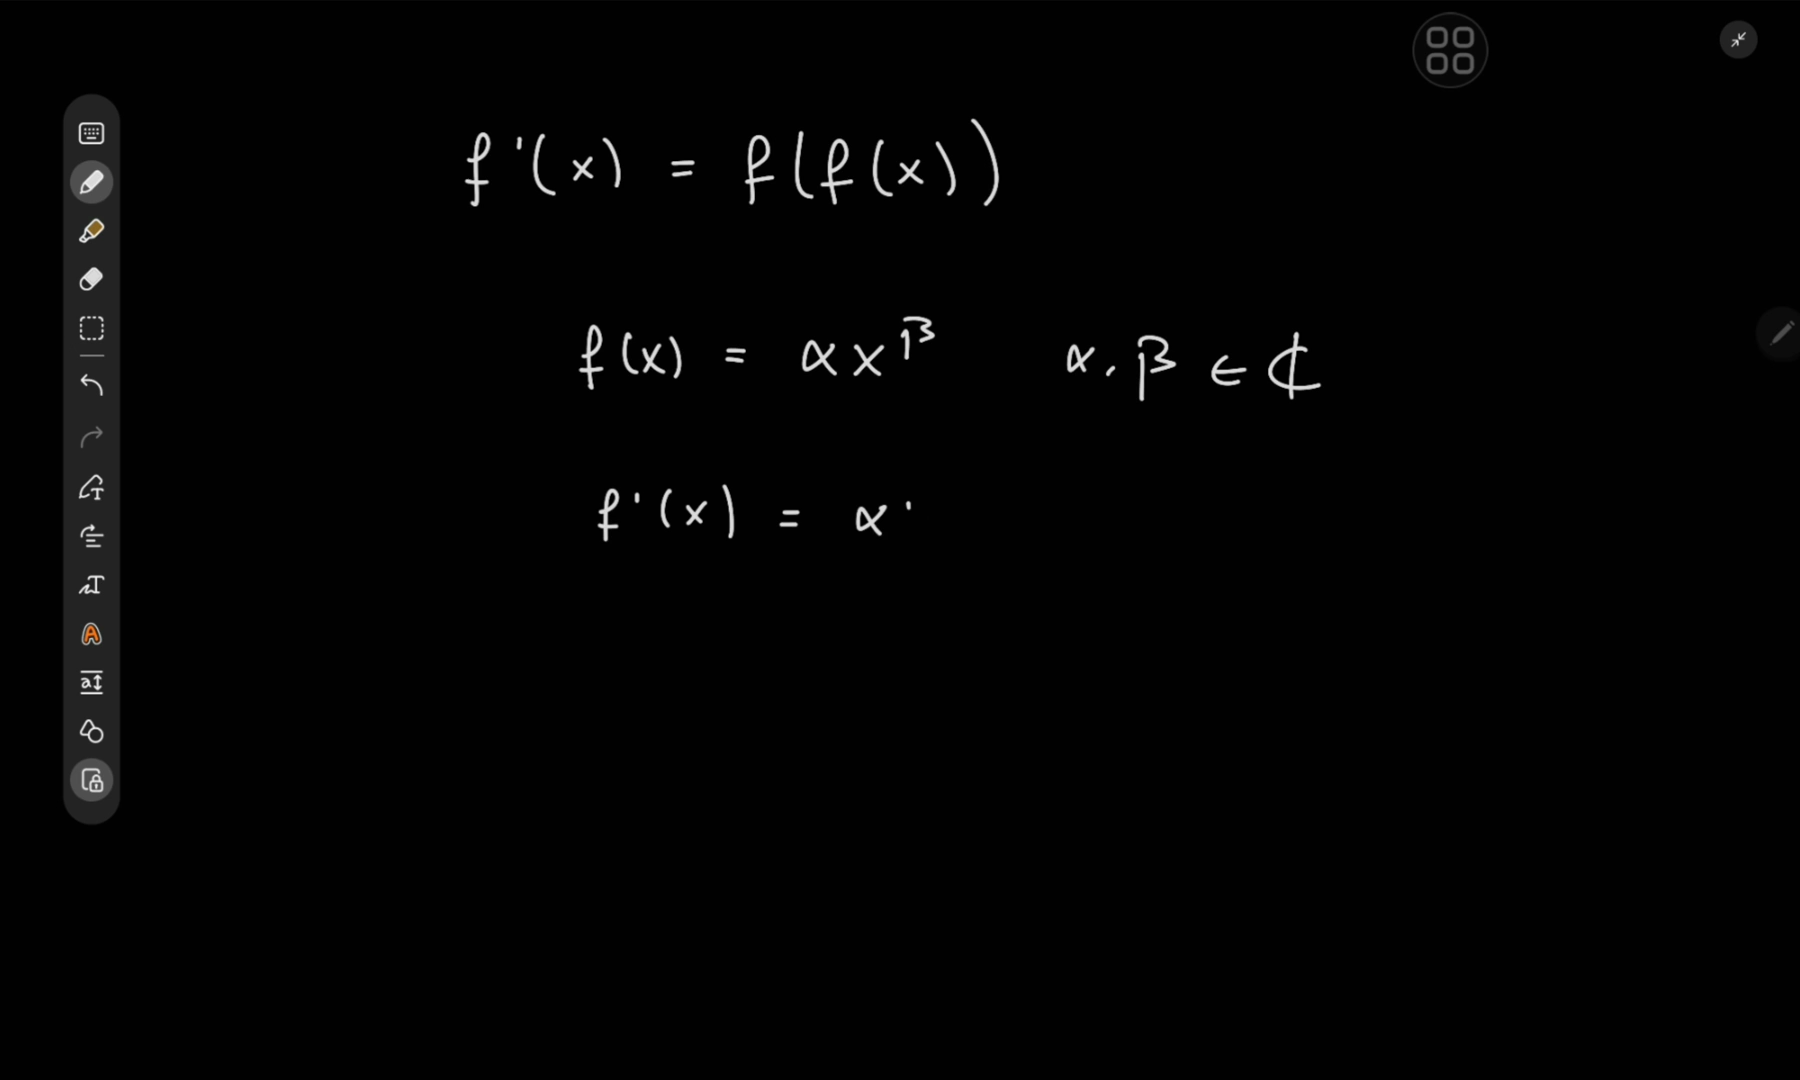 f'(x) = f(f(x))
f(x) = αx^β α, β ∈ ℂ
f'(x) = α ·